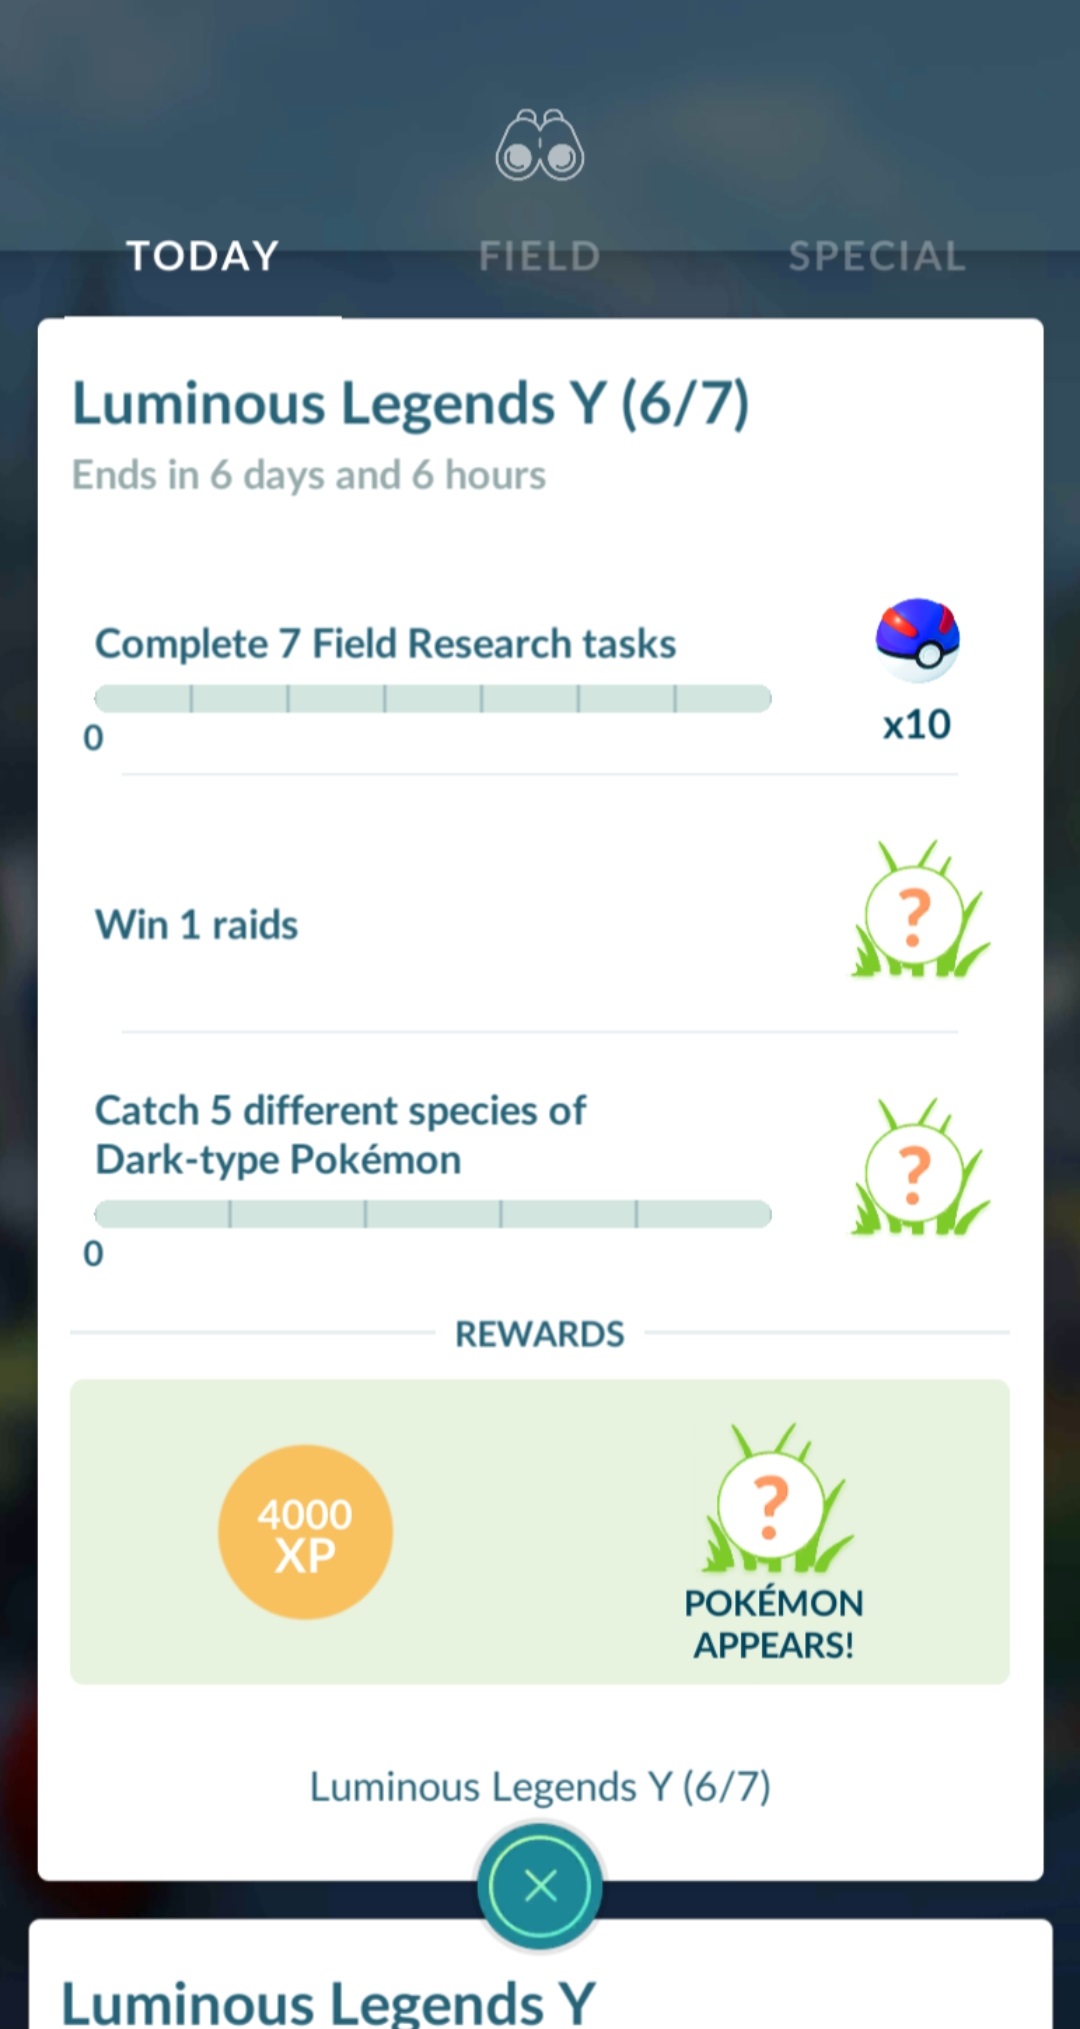 TODAY
FIELD
SPECIAL
Luminous Legends Y (6/7)
Ends in 6 days and 6 hours
Complete 7 Field Research tasks
0
x10
Win 1 raids
?
Catch 5 different species of
Dark-type Pokémon
0
?
REWARDS
4000
XP
?
POKÉMON
APPEARS!
Luminous Legends Y (6/7)
Luminous Legends Y